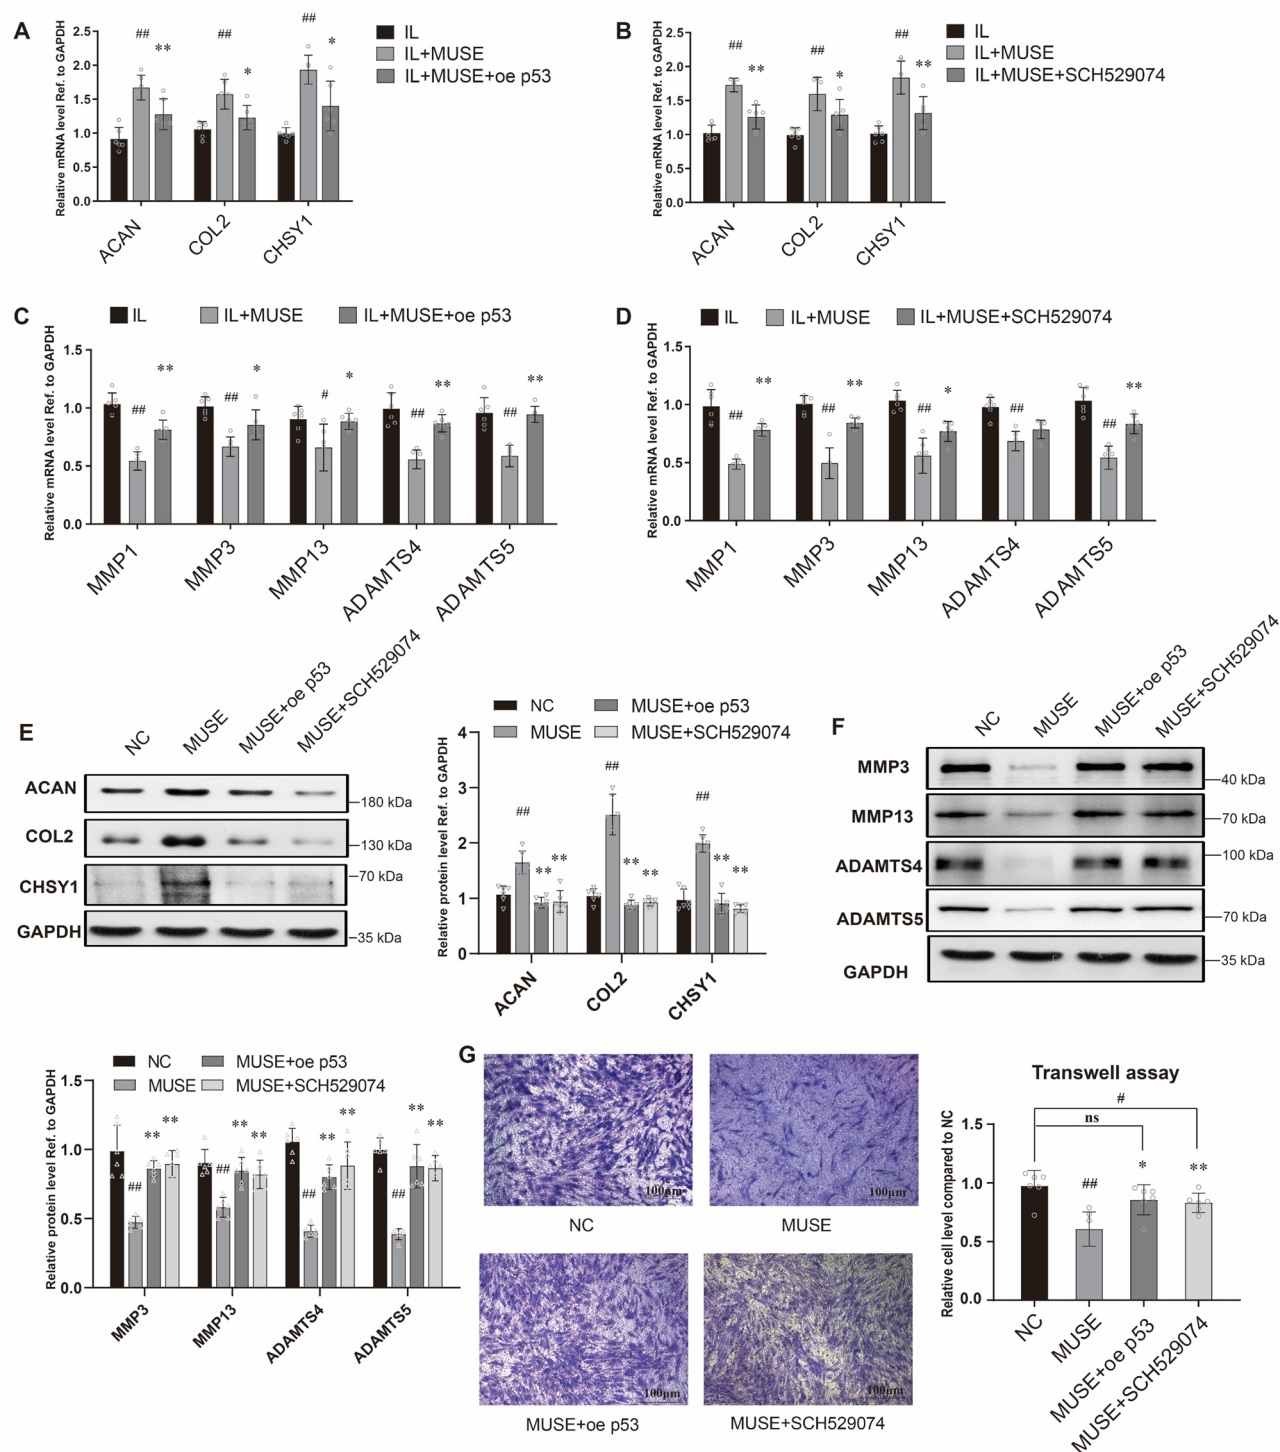 A
Relative mRNA level Ref. to GAPDH
2.5
2.0
1.5
1.0
0.5
0.0
IL
IL+MUSE
IL+MUSE+oe p53
## ** ## * ## *
ACAN COL2 CHSY1
B
Relative mRNA level Ref. to GAPDH
2.5
2.0
1.5
1.0
0.5
0.0
IL
IL+MUSE
IL+MUSE+SCH529074
## ** ## * ## **
ACAN COL2 CHSY1
C
IL IL+MUSE IL+MUSE+oe p53
Relative mRNA level Ref. to GAPDH
1.5
1.0
0.5
0.0
## ** ## * # * ## ** ## **
MMP1 MMP3 MMP13 ADAMTS4 ADAMTS5
D
IL IL+MUSE IL+MUSE+SCH529074
Relative mRNA level Ref. to GAPDH
1.5
1.0
0.5
0.0
## ** ## ** ## * ## ## **
MMP1 MMP3 MMP13 ADAMTS4 ADAMTS5
E
NC MUSE MUSE+oe p53 MUSE+SCH529074
ACAN 180 kDa
COL2 130 kDa
CHSY1 70 kDa
GAPDH 35 kDa
NC MUSE+oe p53
MUSE MUSE+SCH529074
Relative protein level Ref. to GAPDH
4
3
2
1
0
## ** ** ## ** ** ## ** **
ACAN COL2 CHSY1
F
NC MUSE MUSE+oe p53 MUSE+SCH529074
MMP3 40 kDa
MMP13 70 kDa
ADAMTS4 100 kDa
ADAMTS5 70 kDa
GAPDH 35 kDa
NC MUSE+oe p53
MUSE MUSE+SCH529074
Relative protein level Ref. to GAPDH
1.5
1.0
0.5
0.0
## ** ** ## ** ** ## ** ** ## ** **
MMP3 MMP13 ADAMTS4 ADAMTS5
G
100μm 100μm
NC MUSE
100μm 100μm
MUSE+oe p53 MUSE+SCH529074
Transwell assay
Relative cell level compared to NC
1.5
1.0
0.5
0.0
#
ns
## * **
NC MUSE MUSE+oe p53 MUSE+SCH529074